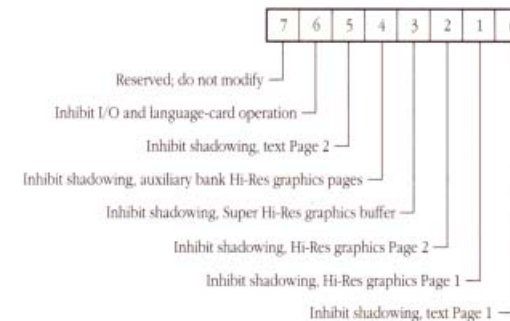 7 6 5 4 3 2 1
Reserved; do not modify
Inhibit I/O and language-card operation
Inhibit shadowing, text Page 2
Inhibit shadowing, auxiliary bank Hi-Res graphics pages
Inhibit shadowing, Super Hi-Res graphics buffer
Inhibit shadowing, Hi-Res graphics Page 2
Inhibit shadowing, Hi-Res graphics Page 1
Inhibit shadowing, text Page 1